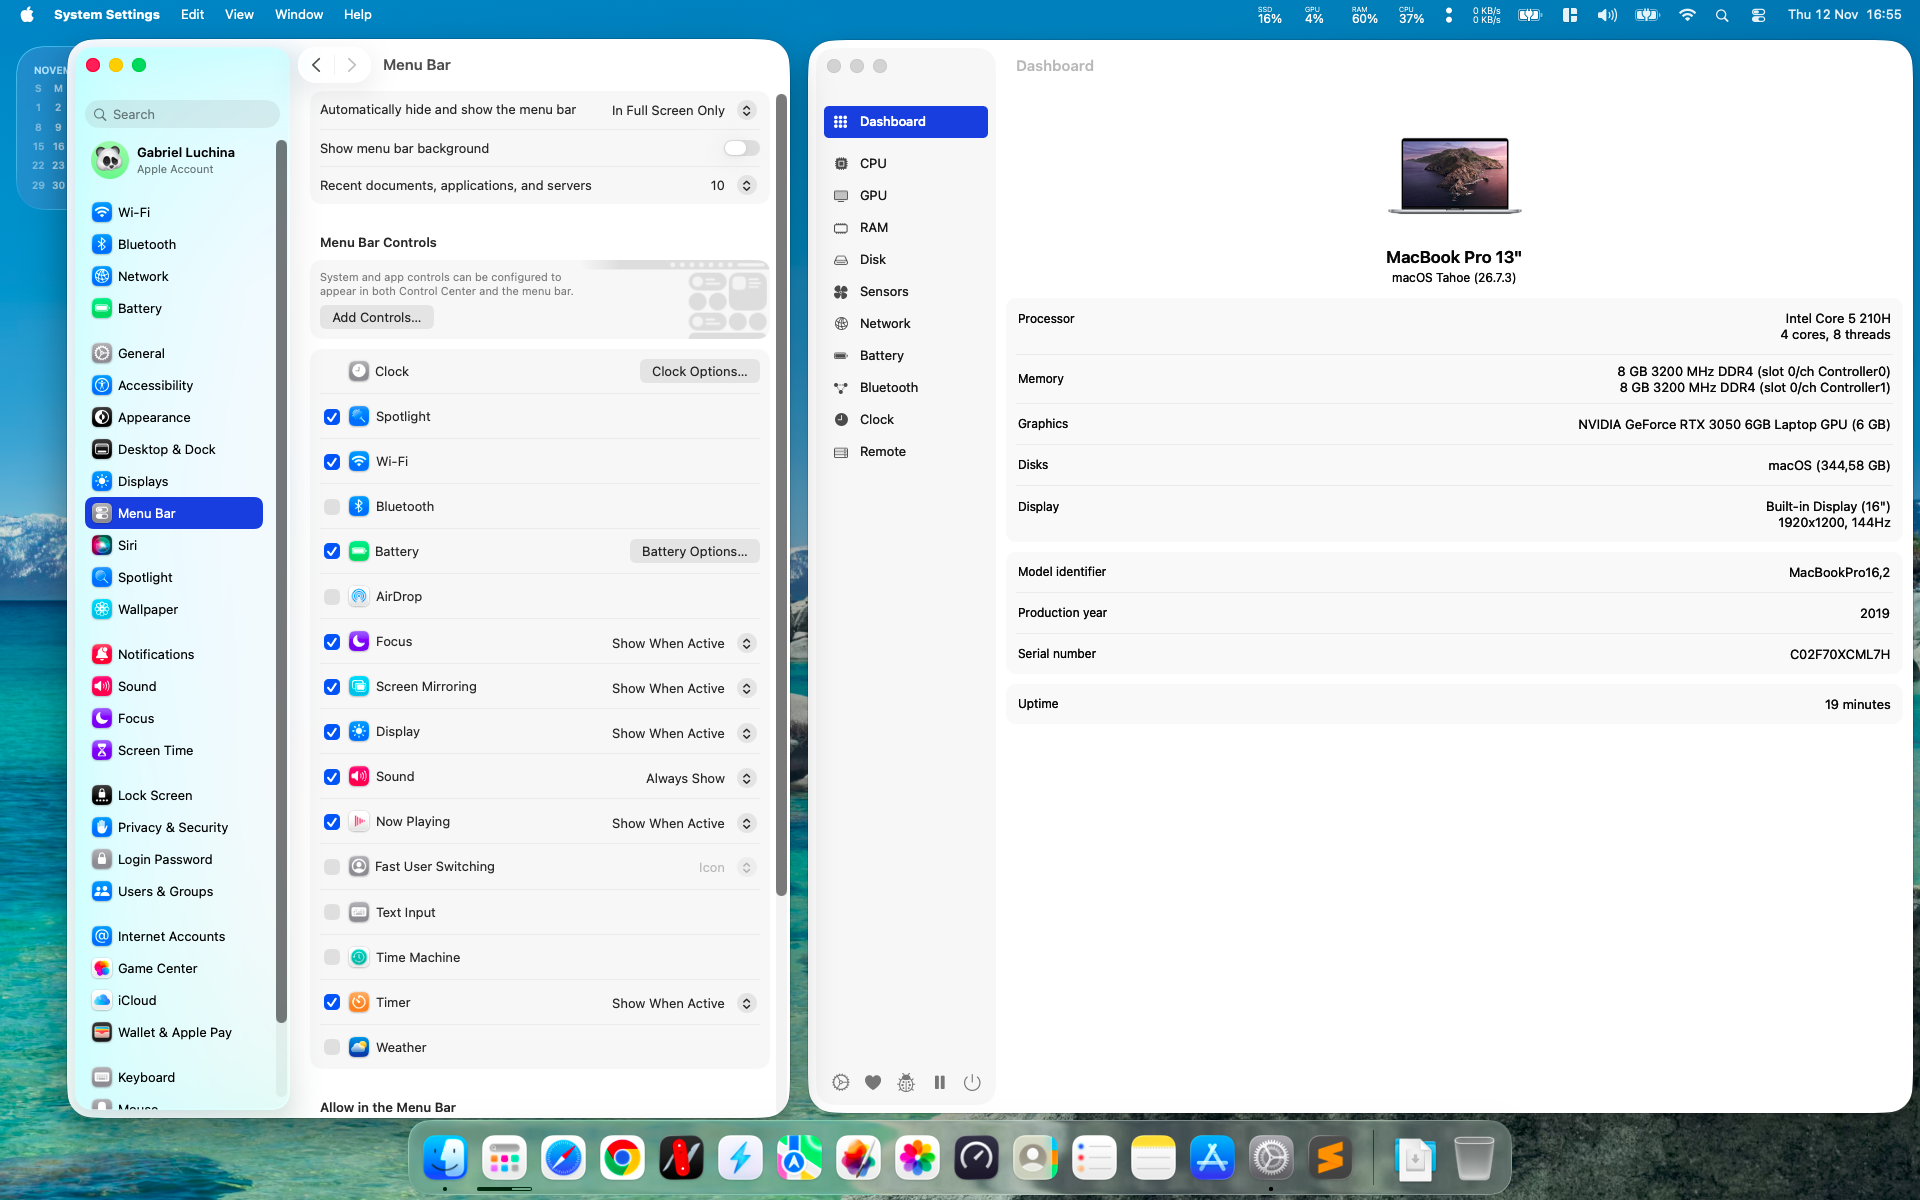 System Settings Edit View Window Help
SSD 16% GPU 4% RAM 60% CPU 37% 0 KB/s 0 KB/s Thu 12 Nov 16:55
S M
1 2
8 9
15 16
22 23
29 30
Search
Gabriel Luchina
Apple Account
Wi-Fi
Bluetooth
Network
Battery
General
Accessibility
Appearance
Desktop & Dock
Displays
Menu Bar
Siri
Spotlight
Wallpaper
Notifications
Sound
Focus
Screen Time
Lock Screen
Privacy & Security
Login Password
Users & Groups
Internet Accounts
Game Center
iCloud
Wallet & Apple Pay
Keyboard
Mouse
Menu Bar
Automatically hide and show the menu bar In Full Screen Only
Show menu bar background
Recent documents, applications, and servers 10
Menu Bar Controls
System and app controls can be configured to
appear in both Control Center and the menu bar.
Add Controls...
Clock Clock Options...
Spotlight
Wi-Fi
Bluetooth
Battery Battery Options...
AirDrop
Focus Show When Active
Screen Mirroring Show When Active
Display Show When Active
Sound Always Show
Now Playing Show When Active
Fast User Switching Icon
Text Input
Time Machine
Timer Show When Active
Weather
Allow in the Menu Bar
Dashboard
CPU
GPU
RAM
Disk
Sensors
Network
Battery
Bluetooth
Clock
Remote
Dashboard
MacBook Pro 13"
macOS Tahoe (26.7.3)
Processor Intel Core 5 210H
4 cores, 8 threads
Memory 8 GB 3200 MHz DDR4 (slot 0/ch Controller0)
8 GB 3200 MHz DDR4 (slot 0/ch Controller1)
Graphics NVIDIA GeForce RTX 3050 6GB Laptop GPU (6 GB)
Disks macOS (344,58 GB)
Display Built-in Display (16")
1920x1200, 144Hz
Model identifier MacBookPro16,2
Production year 2019
Serial number C02F70XCML7H
Uptime 19 minutes